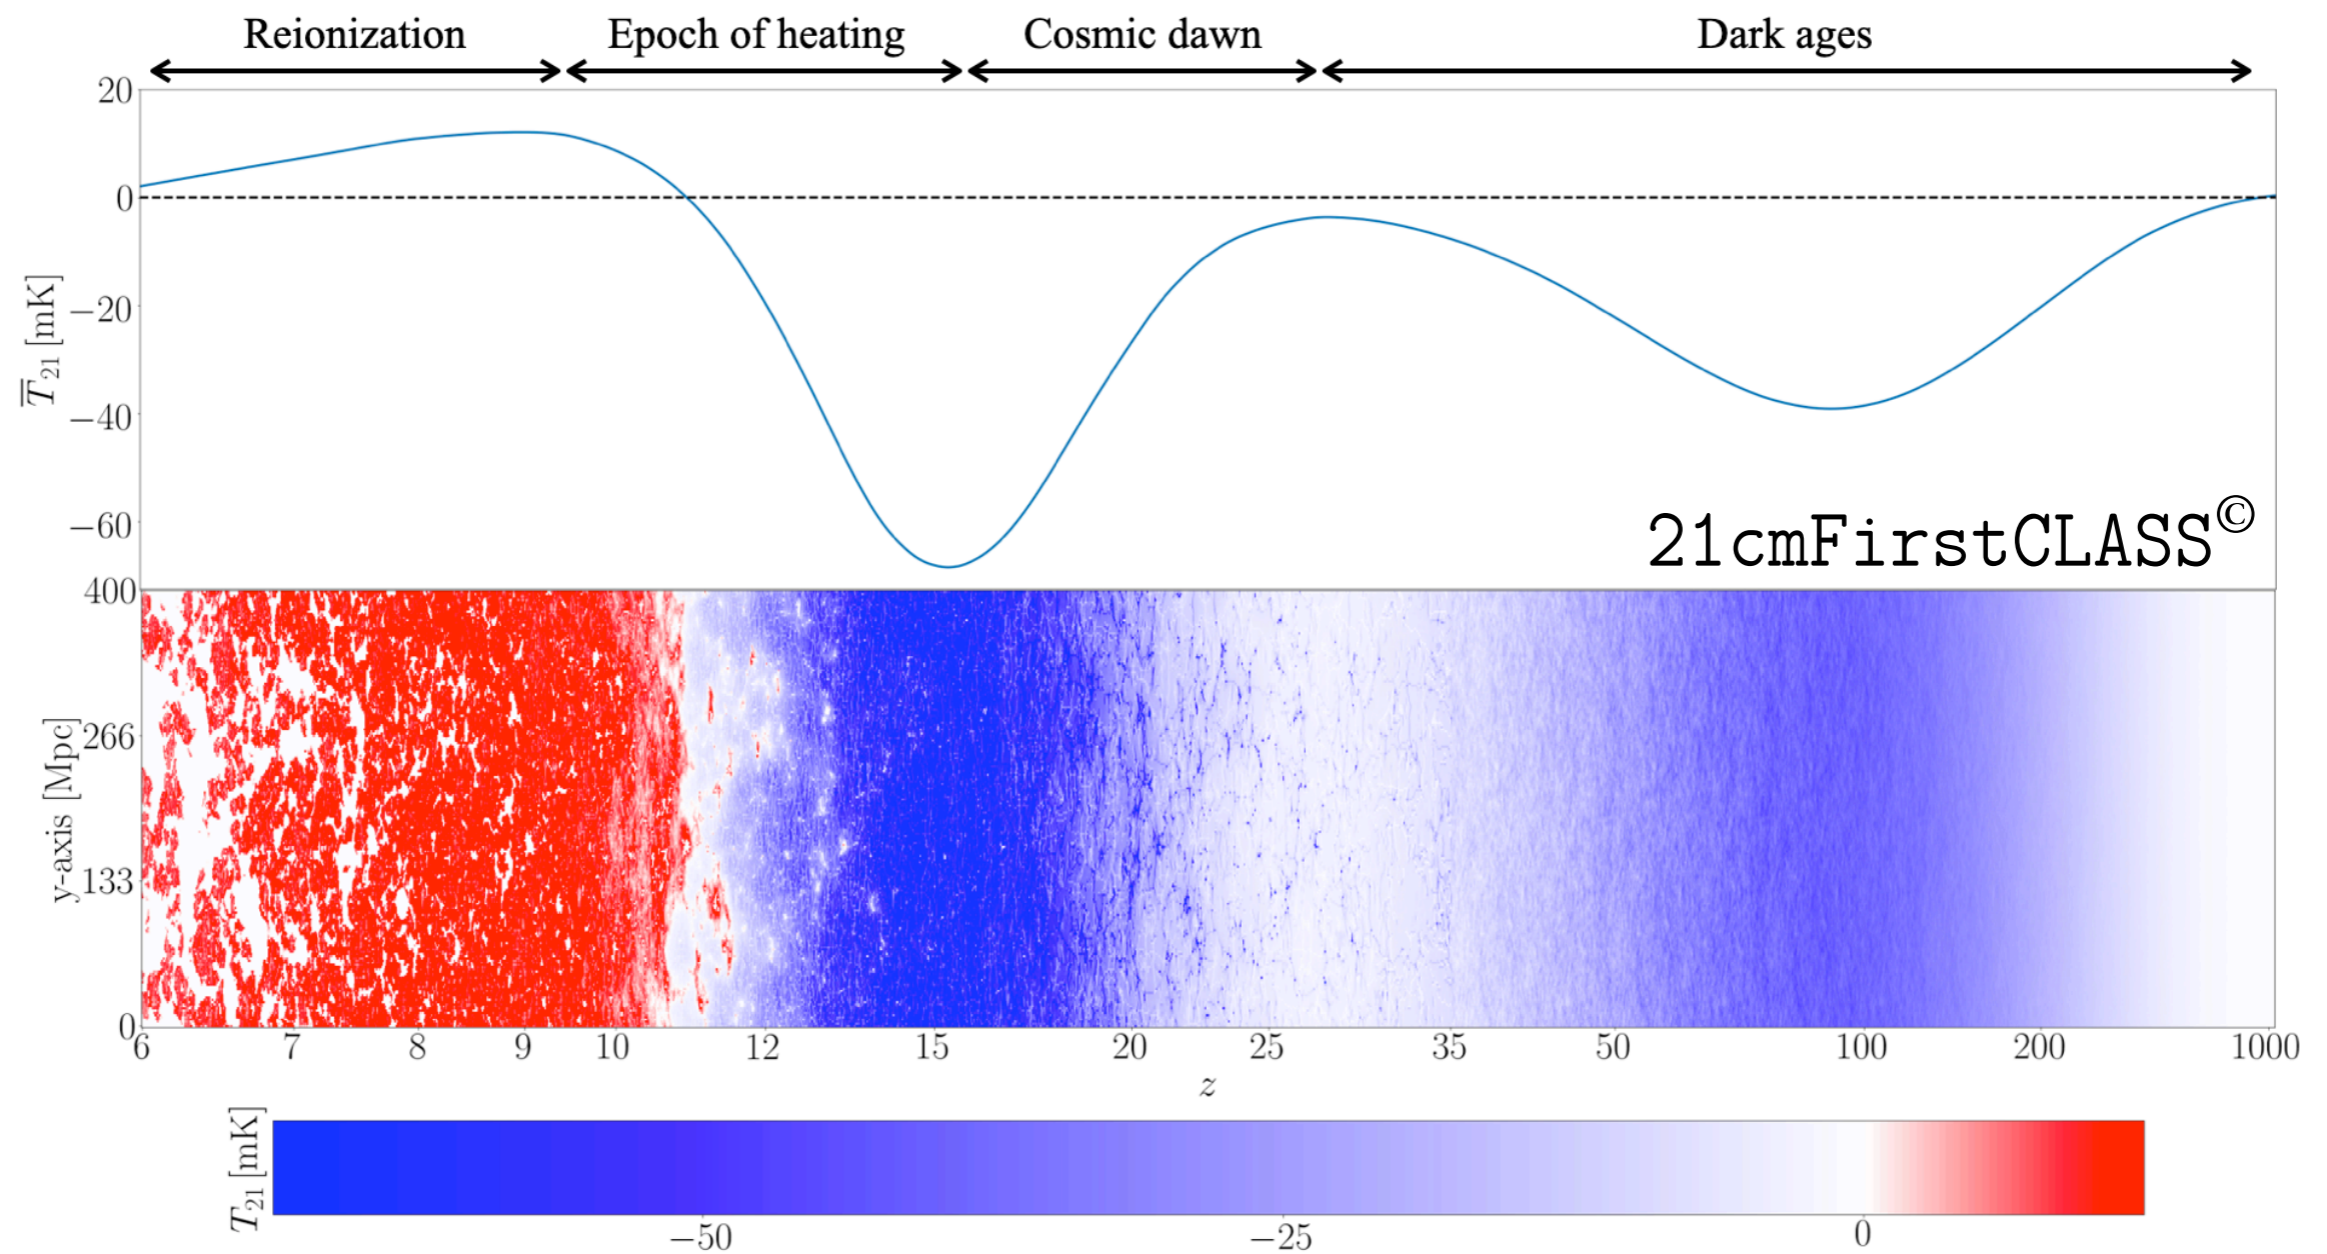 Reionization Epoch of heating Cosmic dawn Dark ages
20
0
−20
−40
−60
T̅₂₁ [mK]
21cmFirstCLASS©
400
266
133
0
y-axis [Mpc]
6 7 8 9 10 12 15 20 25 35 50 100 200 1000
z
T₂₁ [mK]
−50 −25 0